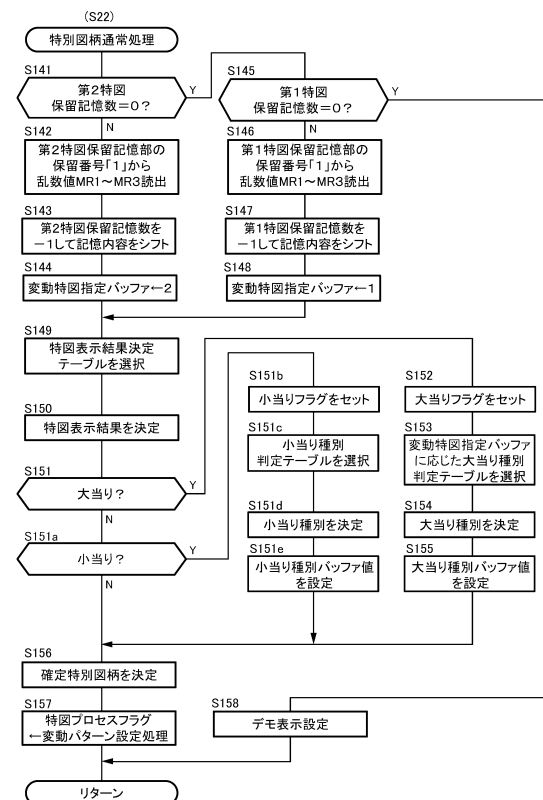 (S22)
特別図柄通常処理
S141
第2特図
保留記憶数=0?
Y
N
S145
第1特図
保留記憶数=0?
Y
N
S142
第2特図保留記憶部の
保留番号「1」から
乱数値MR1~MR3読出
S146
第1特図保留記憶部の
保留番号「1」から
乱数値MR1~MR3読出
S143
第2特図保留記憶数を
-1して記憶内容をシフト
S147
第1特図保留記憶数を
-1して記憶内容をシフト
S144
変動特図指定バッファ←2
S148
変動特図指定バッファ←1
S149
特図表示結果決定
テーブルを選択
S150
特図表示結果を決定
S151
大当り?
Y
N
S151a
小当り?
Y
N
S151b
小当りフラグをセット
S151c
小当り種別
判定テーブルを選択
S151d
小当り種別を決定
S151e
小当り種別バッファ値
を設定
S152
大当りフラグをセット
S153
変動特図指定バッファ
に応じた大当り種別
判定テーブルを選択
S154
大当り種別を決定
S155
大当り種別バッファ値
を設定
S156
確定特別図柄を決定
S157
特図プロセスフラグ
←変動パターン設定処理
S158
デモ表示設定
リターン